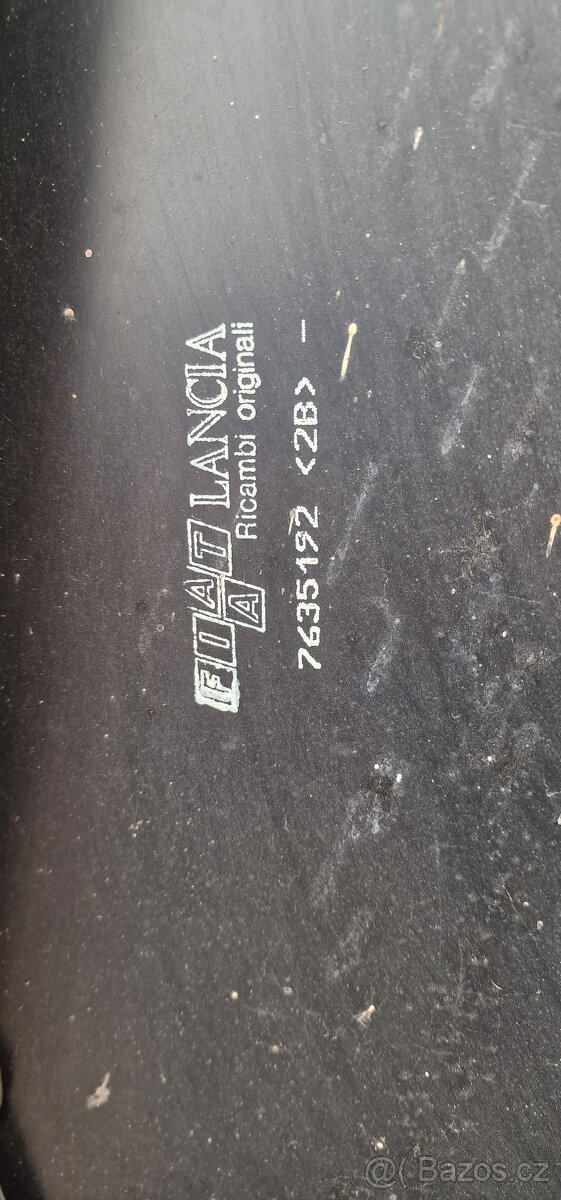 FIAT LANCIA
A Ricambi originali
7635192 <2B> -
@( Bazos.cz